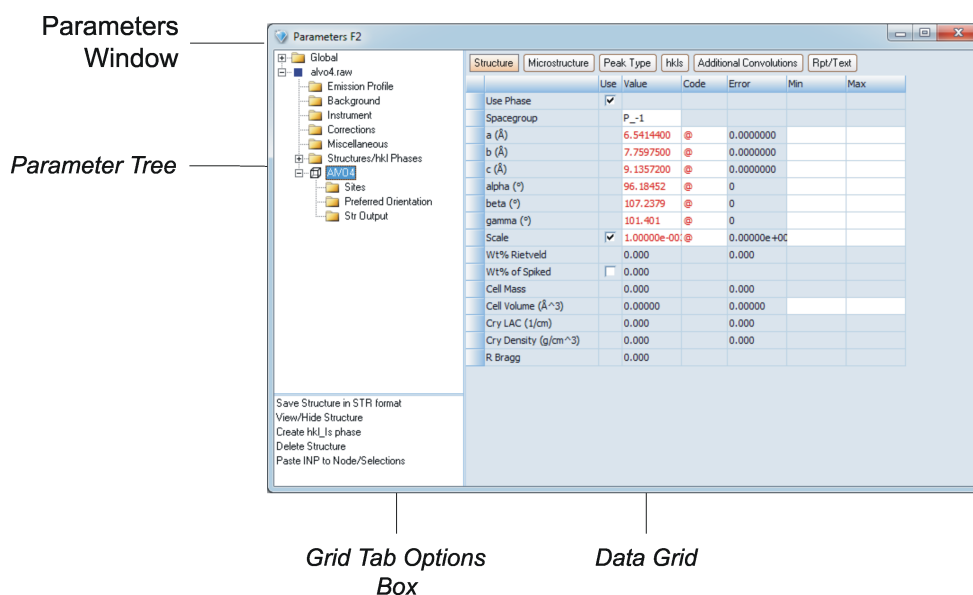 Parameters
Window
Parameter Tree
Parameters F2
Global
alvo4.raw
Emission Profile
Background
Instrument
Corrections
Miscellaneous
Structures/hkl Phases
AlVO4
Sites
Preferred Orientation
Str Output
Save Structure in STR format
View/Hide Structure
Create hkl_Is phase
Delete Structure
Paste INP to Node/Selections
Structure Microstructure Peak Type hkls Additional Convolutions Rpt/Text
Use Value Code Error Min Max
Use Phase
Spacegroup P_-1
a (Å) 6.5414400 @ 0.0000000
b (Å) 7.7597500 @ 0.0000000
c (Å) 9.1357200 @ 0.0000000
alpha (º) 96.18452 @ 0
beta (º) 107.2379 @ 0
gamma (º) 101.401 @ 0
Scale 1.00000e-00 @ 0.00000e+00
Wt% Rietveld 0.000 0.000
Wt% of Spiked 0.000
Cell Mass 0.000 0.000
Cell Volume (Å^3) 0.00000 0.00000
Cry LAC (1/cm) 0.000 0.000
Cry Density (g/cm^3) 0.000 0.000
R Bragg 0.000
Grid Tab Options
Box
Data Grid